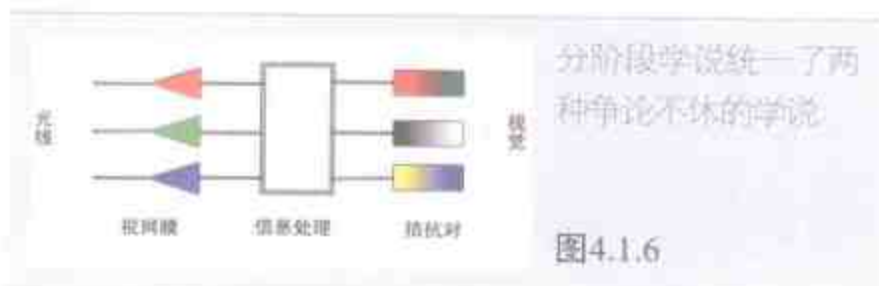 光线
视网膜
信息处理
拮抗对
视觉
分阶段学说统一了两
种争论不休的学说
图4.1.6